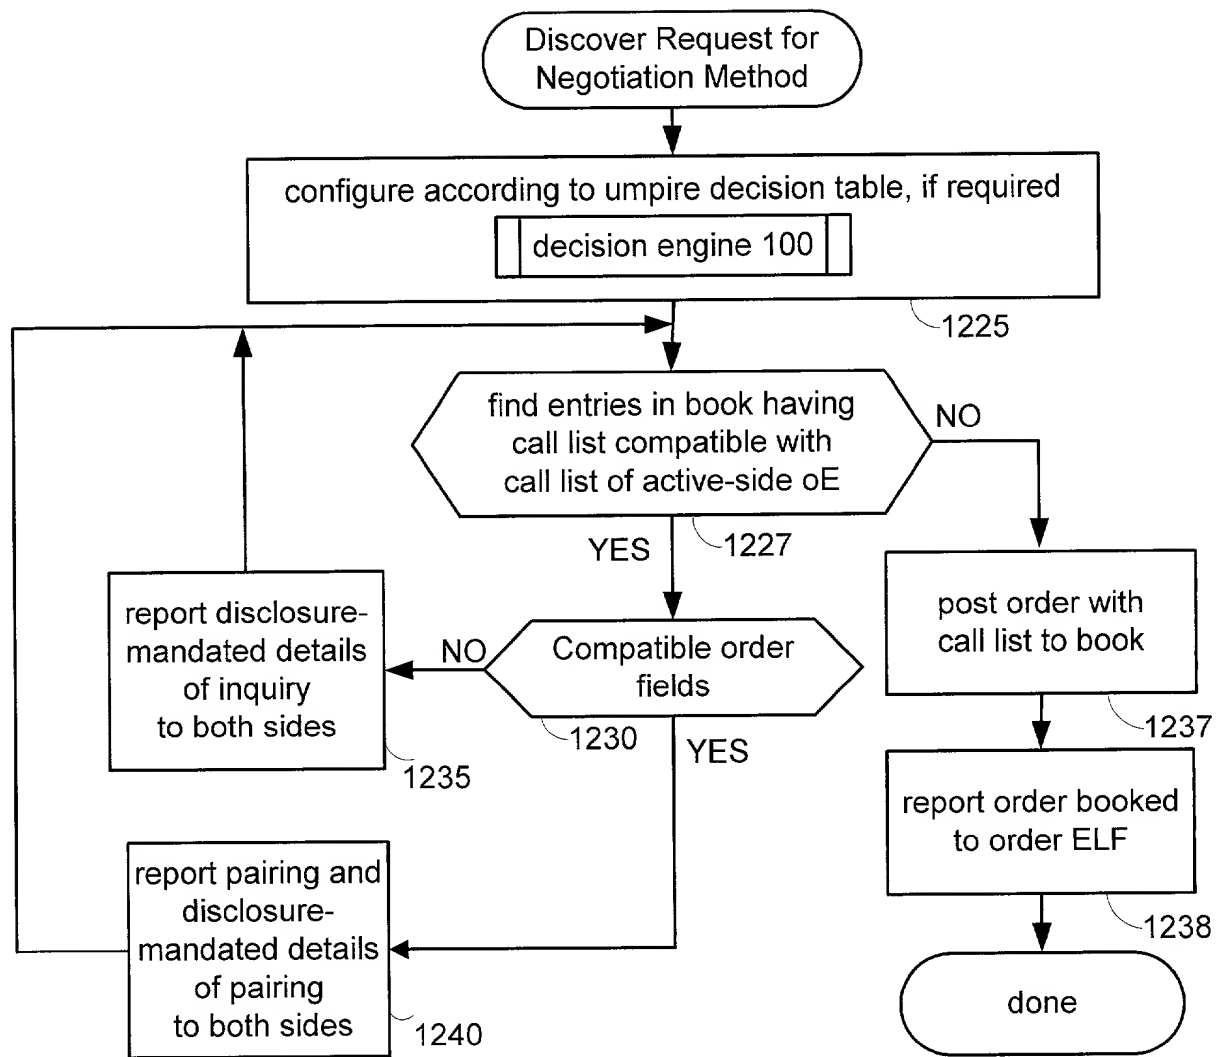 Discover Request for
Negotiation Method
configure according to umpire decision table, if required
decision engine 100
1225
find entries in book having
call list compatible with
call list of active-side oE
NO
1227
YES
post order with
call list to book
1237
report disclosure-
mandated details
of inquiry
to both sides
1235
NO
Compatible order
fields
1230
YES
report order booked
to order ELF
1238
report pairing and
disclosure-
mandated details
of pairing
to both sides
1240
done